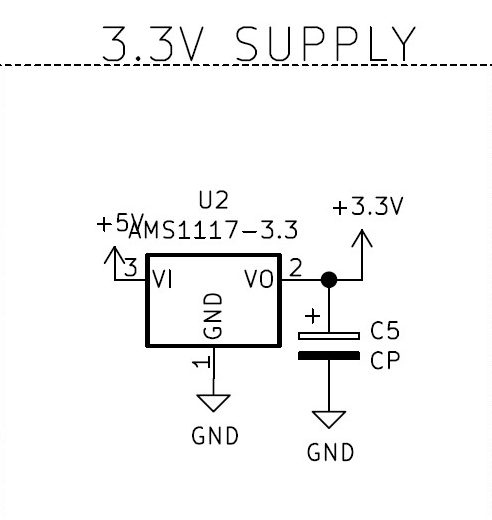 3.3V SUPPLY
U2
+5V
AMS1117-3.3
+3.3V
3
VI
VO
2
GND
1
+
C5
CP
GND
GND